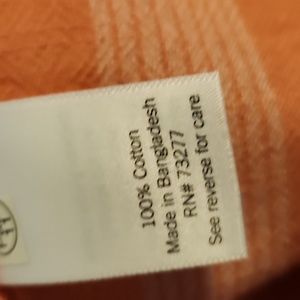 100% Cotton
Made in Bangladesh
RN# 73277
See reverse for care